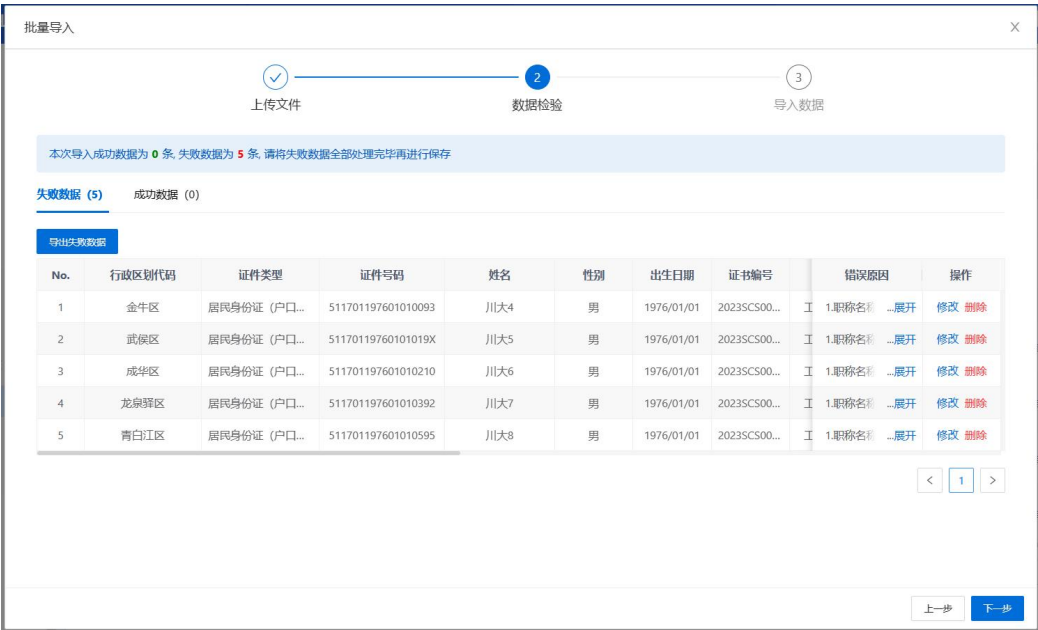 批量导入
2
3
上传文件 数据检验 导入数据
本次导入成功数据为 0 条, 失败数据为 5 条, 请将失败数据全部处理完毕再进行保存
失败数据 (5) 成功数据 (0)
导出失败数据
No. 行政区划代码 证件类型 证件号码 姓名 性别 出生日期 证书编号 错误原因 操作
1 金牛区 居民身份证（户口... 511701197601010093 川大4 男 1976/01/01 2023SCS00... 工 1.职称名称 ...展开 修改 删除
2 武侯区 居民身份证（户口... 51170119760101019X 川大5 男 1976/01/01 2023SCS00... 工 1.职称名称 ...展开 修改 删除
3 成华区 居民身份证（户口... 511701197601010210 川大6 男 1976/01/01 2023SCS00... 工 1.职称名称 ...展开 修改 删除
4 龙泉驿区 居民身份证（户口... 511701197601010392 川大7 男 1976/01/01 2023SCS00... 工 1.职称名称 ...展开 修改 删除
5 青白江区 居民身份证（户口... 511701197601010595 川大8 男 1976/01/01 2023SCS00... 工 1.职称名称 ...展开 修改 删除
< 1 >
上一步 下一步